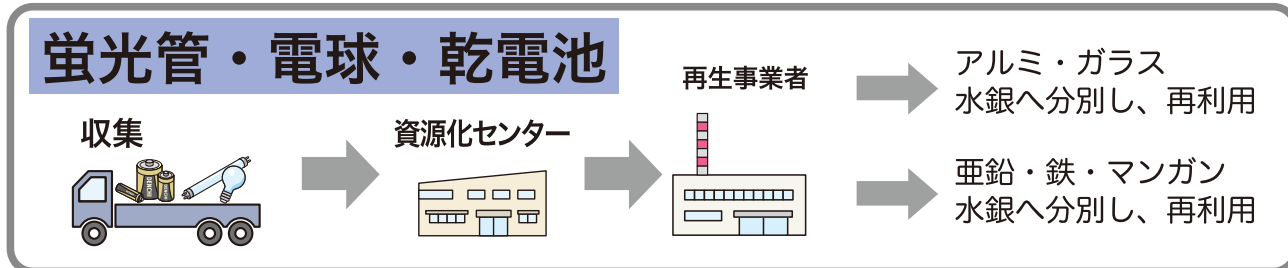 蛍光管・電球・乾電池
収集
DENCHI
資源化センター
再生事業者
アルミ・ガラス
水銀へ分別し、再利用
亜鉛・鉄・マンガン
水銀へ分別し、再利用